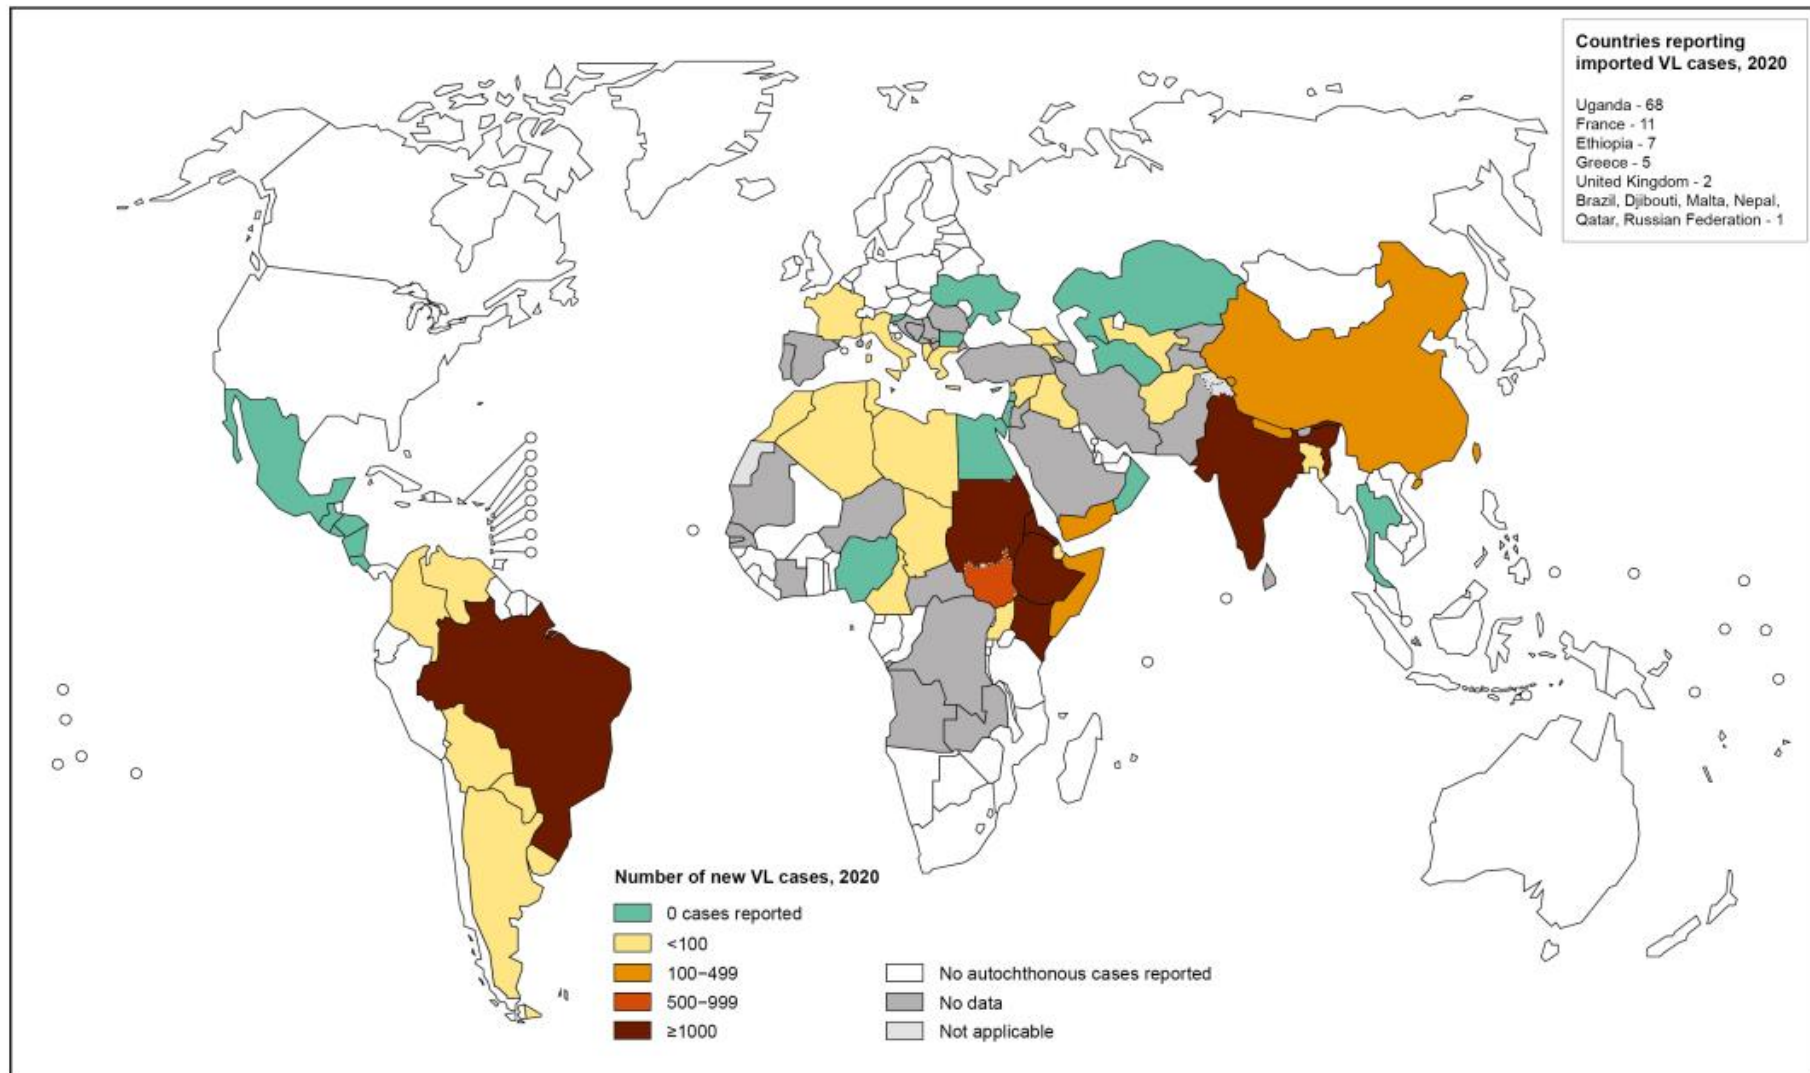 Countries reporting
imported VL cases, 2020
Uganda - 68
France - 11
Ethiopia - 7
Greece - 5
United Kingdom - 2
Brazil, Djibouti, Malta, Nepal,
Qatar, Russian Federation - 1
Number of new VL cases, 2020
0 cases reported
<100
100–499
500–999
≥1000
No autochthonous cases reported
No data
Not applicable